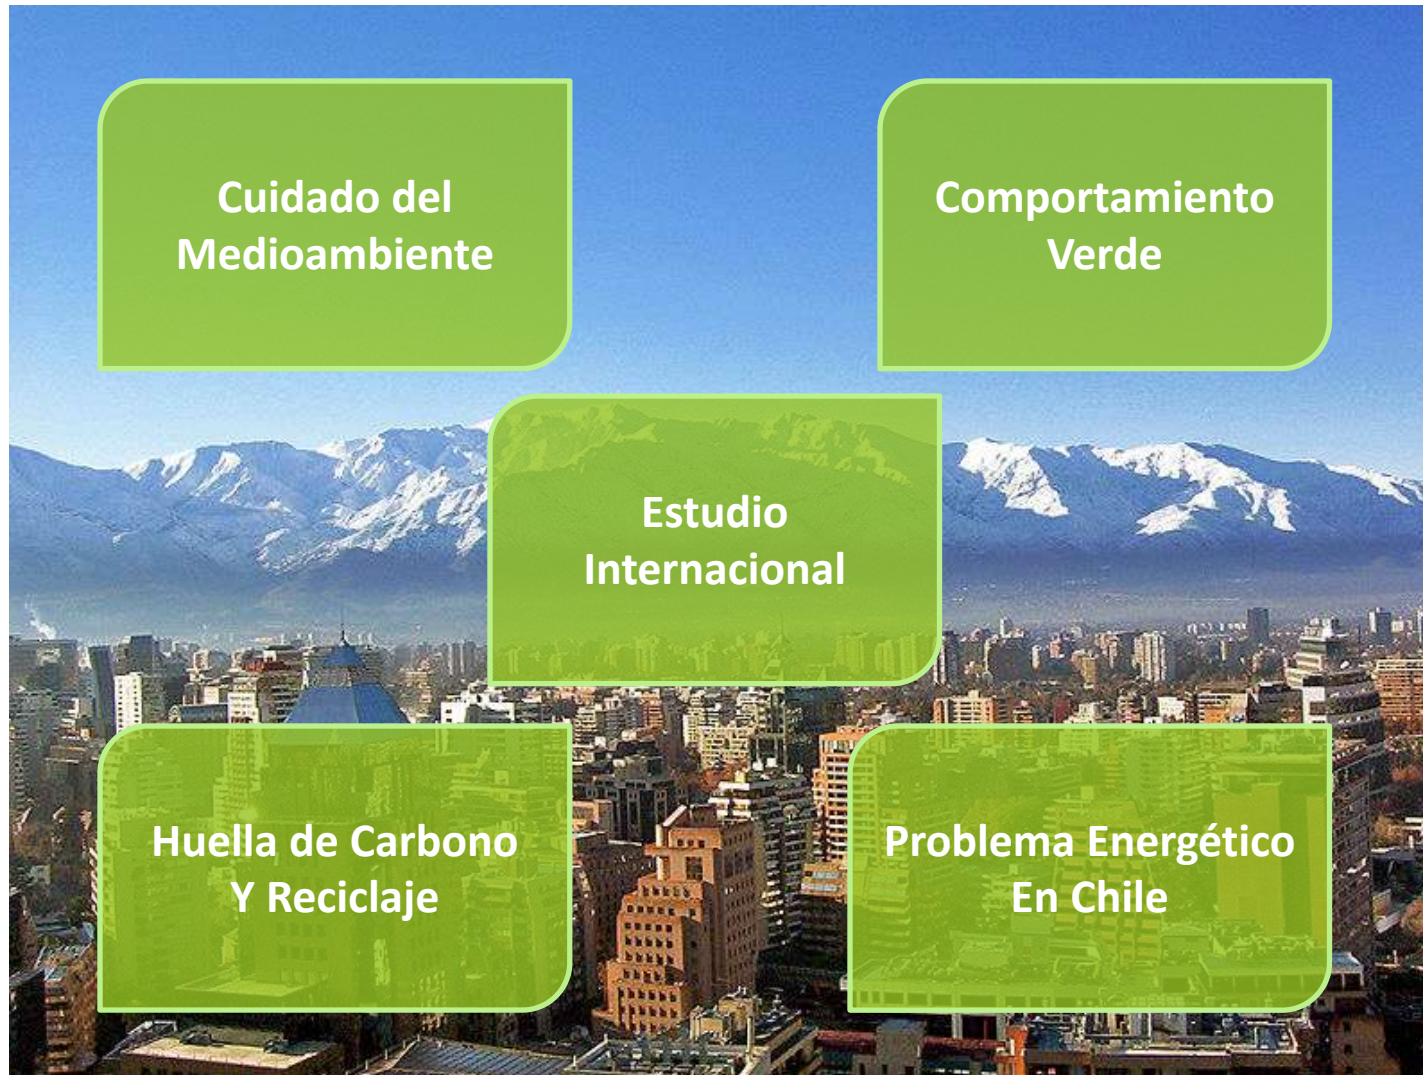 Cuidado del
Medioambiente
Comportamiento
Verde
Estudio
Internacional
Huella de Carbono
Y Reciclaje
Problema Energético
En Chile